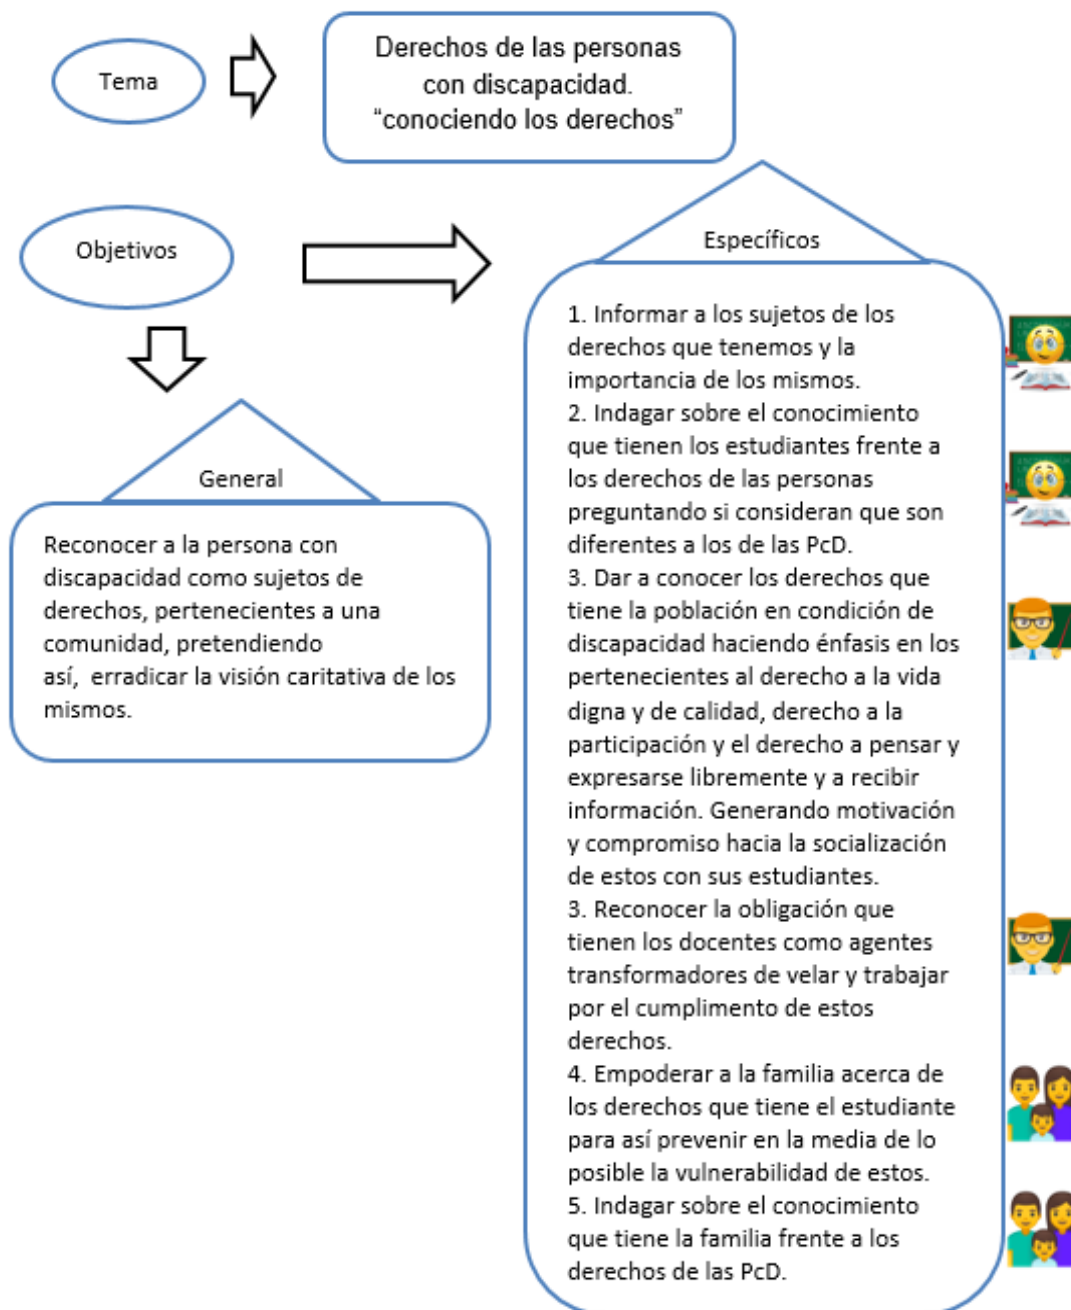 Tema
Derechos de las personas
con discapacidad.
“conociendo los derechos”
Objetivos
General
Reconocer a la persona con
discapacidad como sujetos de
derechos, pertenecientes a una
comunidad, pretendiendo
así, erradicar la visión caritativa de los
mismos.
Específicos
1. Informar a los sujetos de los
derechos que tenemos y la
importancia de los mismos.
2. Indagar sobre el conocimiento
que tienen los estudiantes frente a
los derechos de las personas
preguntando si consideran que son
diferentes a los de las PcD.
3. Dar a conocer los derechos que
tiene la población en condición de
discapacidad haciendo énfasis en los
pertenecientes al derecho a la vida
digna y de calidad, derecho a la
participación y el derecho a pensar y
expresarse libremente y a recibir
información. Generando motivación
y compromiso hacia la socialización
de estos con sus estudiantes.
3. Reconocer la obligación que
tienen los docentes como agentes
transformadores de velar y trabajar
por el cumplimento de estos
derechos.
4. Empoderar a la familia acerca de
los derechos que tiene el estudiante
para así prevenir en la media de lo
posible la vulnerabilidad de estos.
5. Indagar sobre el conocimiento
que tiene la familia frente a los
derechos de las PcD.